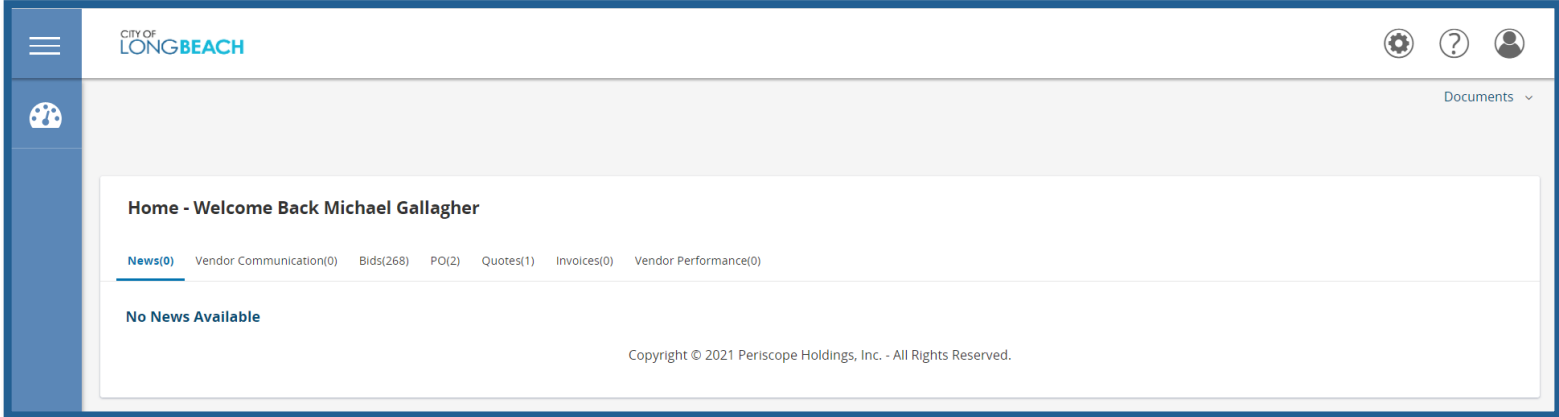 CITY OF
LONGBEACH
Documents
Home - Welcome Back Michael Gallagher
News(0) Vendor Communication(0) Bids(268) PO(2) Quotes(1) Invoices(0) Vendor Performance(0)
No News Available
Copyright © 2021 Periscope Holdings, Inc. - All Rights Reserved.